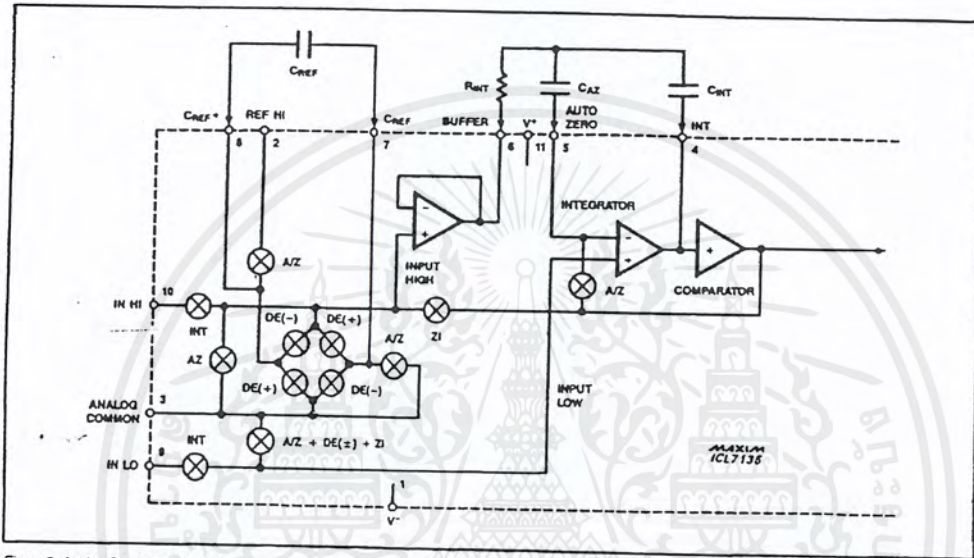 CREF
RINT
CAZ
CINT
CREF+
REF HI
CREF
BUFFER
V+
AUTO
ZERO
INT
8
2
7
6
11
5
4
INTEGRATOR
-
+
-
+
+
A/Z
INPUT
HIGH
A/Z
COMPARATOR
IN HI
10
INT
DE(-)
DE(+)
ZI
AZ
A/Z
DE(+)
DE(-)
INPUT
LOW
ANALOG
COMMON
3
INT
A/Z + DE(±) + ZI
MAXIM
ICL7135
IN LO
9
1
V-